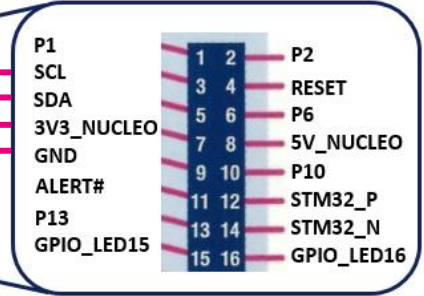 P1 1 2 P2
SCL 3 4 RESET
SDA 5 6 P6
3V3_NUCLEO 7 8 5V_NUCLEO
GND 9 10 P10
ALERT# 11 12 STM32_P
P13 13 14 STM32_N
GPIO_LED15 15 16 GPIO_LED16